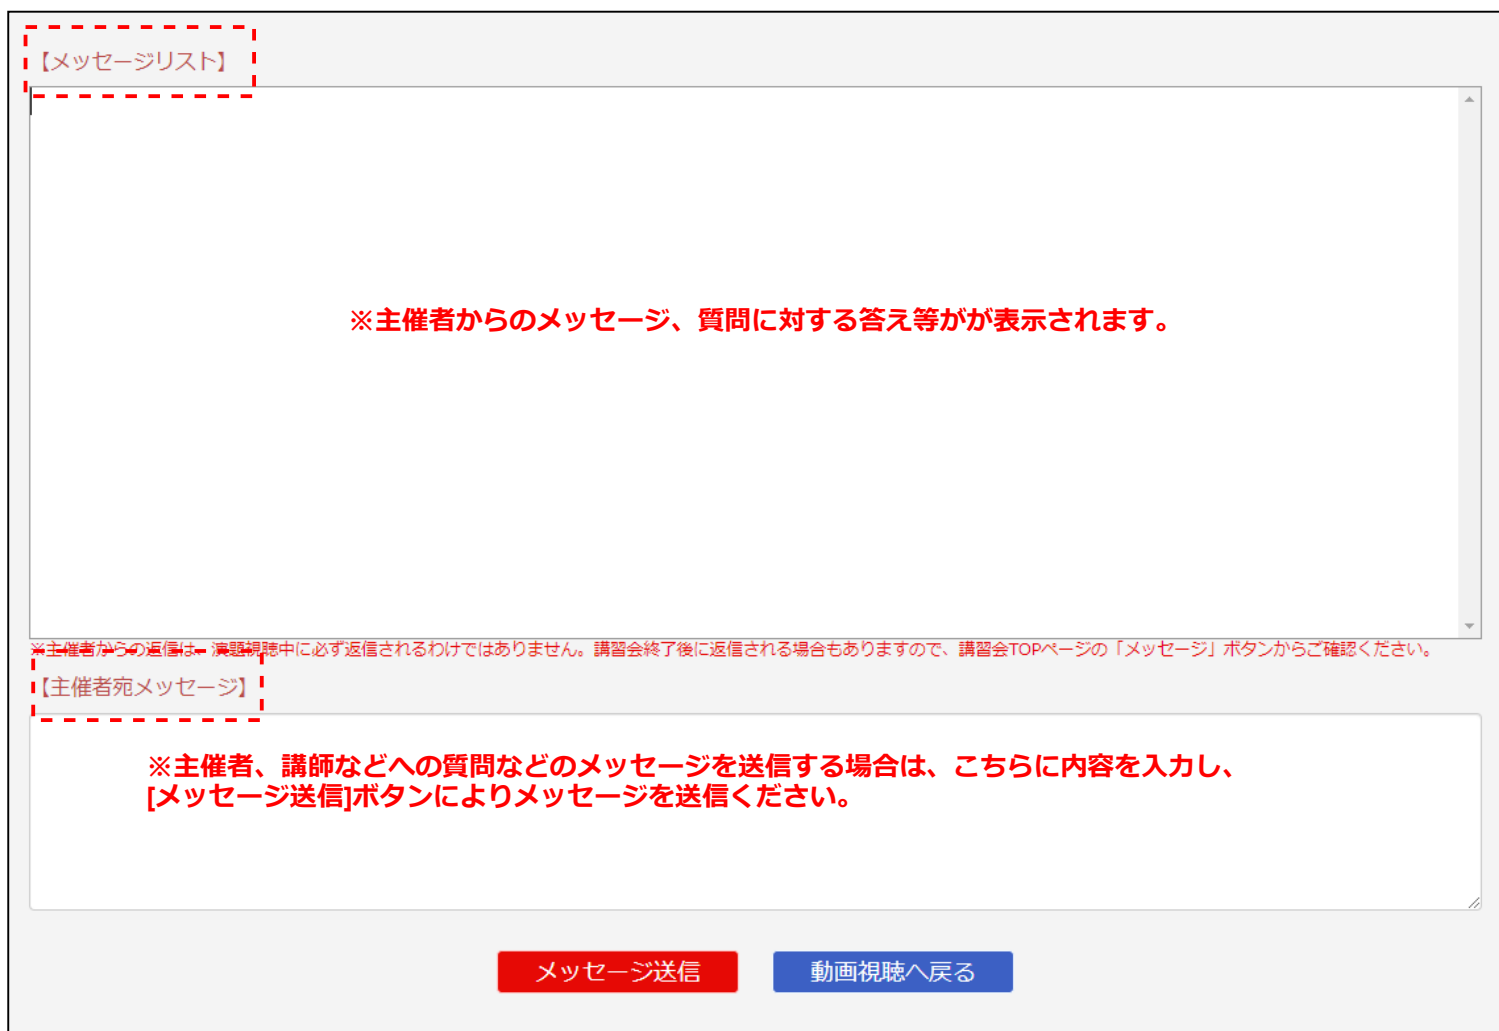 【メッセージリスト】
※主催者からのメッセージ、質問に対する答え等がが表示されます。
※主催者からの返信は、演題視聴中に必ず返信されるわけではありません。講習会終了後に返信される場合もありますので、講習会TOPページの「メッセージ」ボタンからご確認ください。
【主催者宛メッセージ】
※主催者、講師などへの質問などのメッセージを送信する場合は、こちらに内容を入力し、
[メッセージ送信]ボタンによりメッセージを送信ください。
メッセージ送信
動画視聴へ戻る